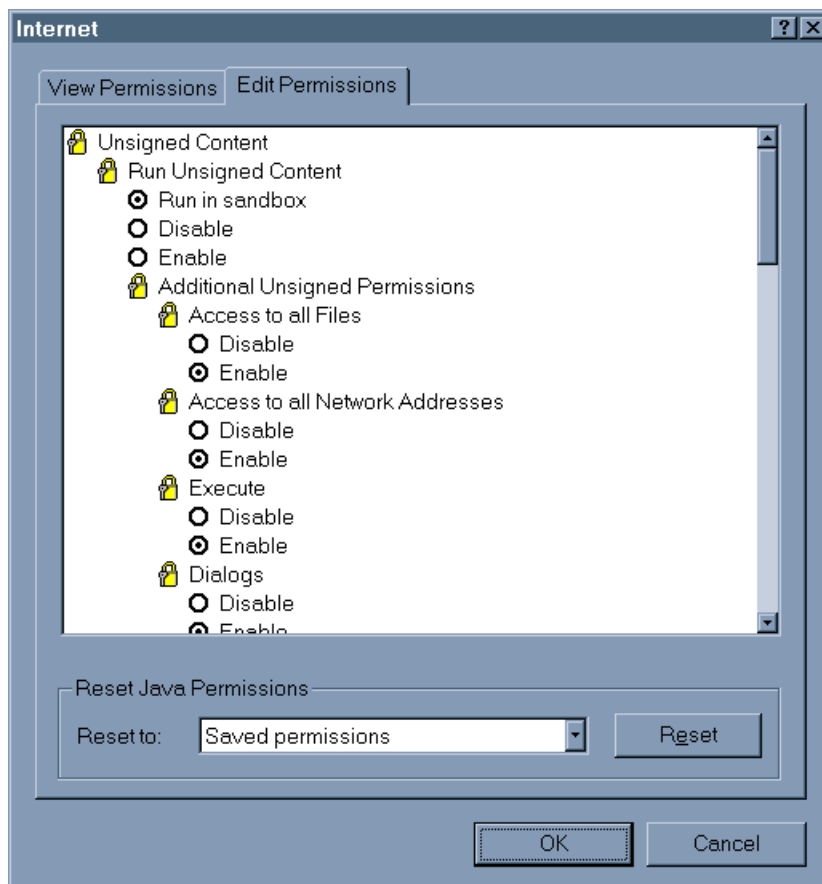 Internet
View Permissions
Edit Permissions
Unsigned Content
Run Unsigned Content
Run in sandbox
Disable
Enable
Additional Unsigned Permissions
Access to all Files
Disable
Enable
Access to all Network Addresses
Disable
Enable
Execute
Disable
Enable
Dialogs
Disable
Enable
Reset Java Permissions
Reset to: Saved permissions Reset
OK Cancel